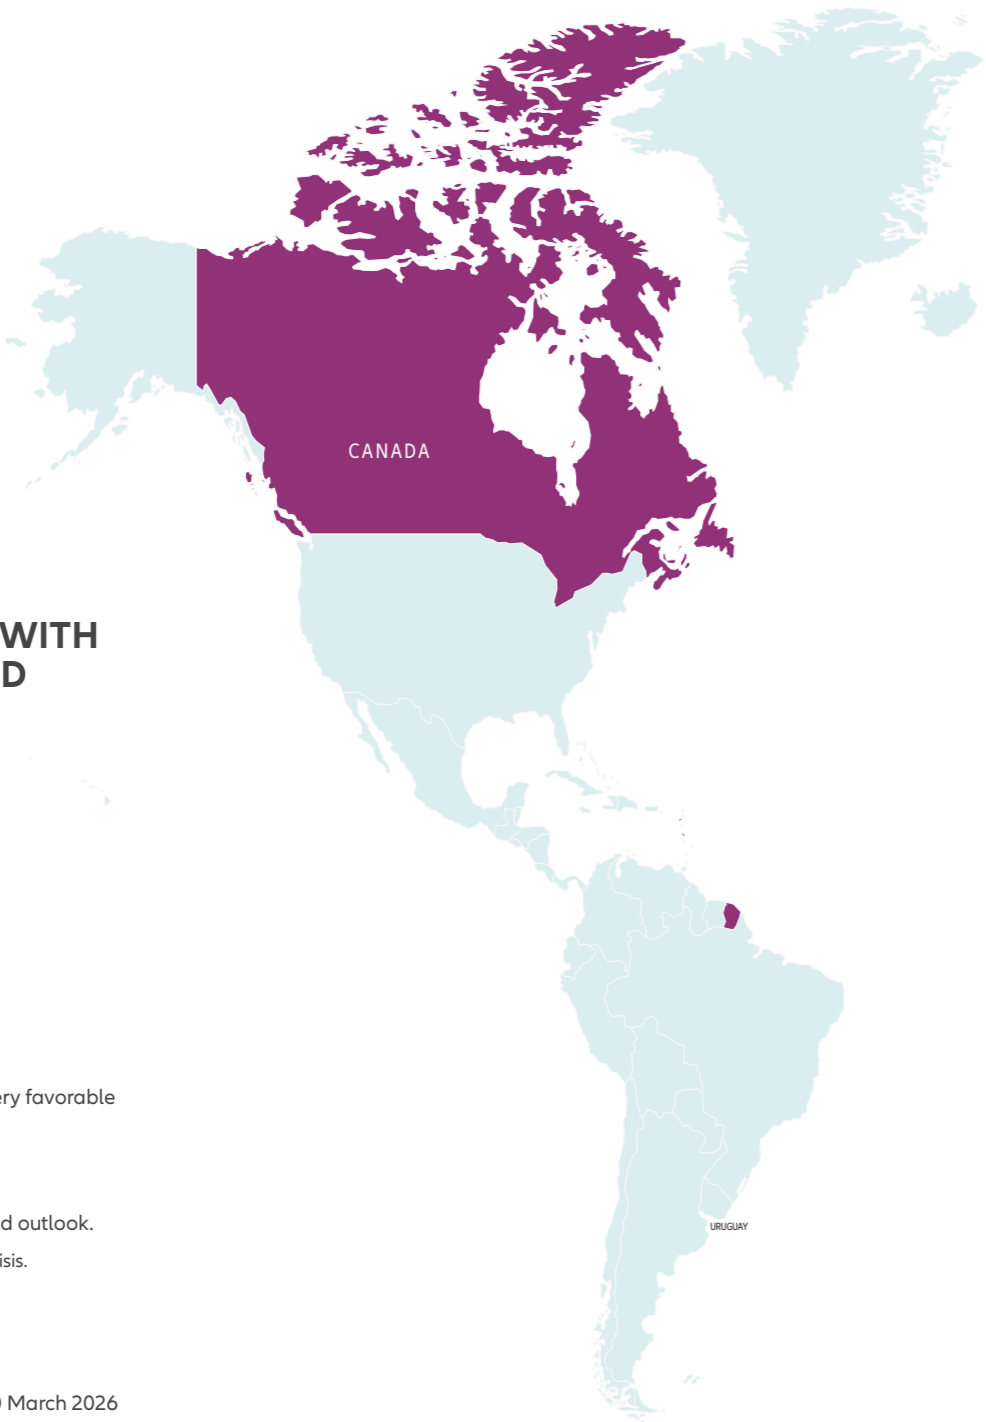 CANADA
WITH
D
ery favorable
d outlook.
URUGUAY
isis.
March 2026